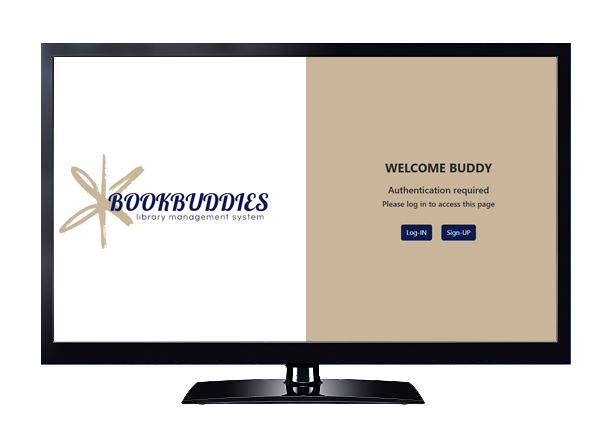 BOOKBUDDIES
library management system
WELCOME BUDDY
Authentication required
Please log in to access this page
Log-IN Sign-UP